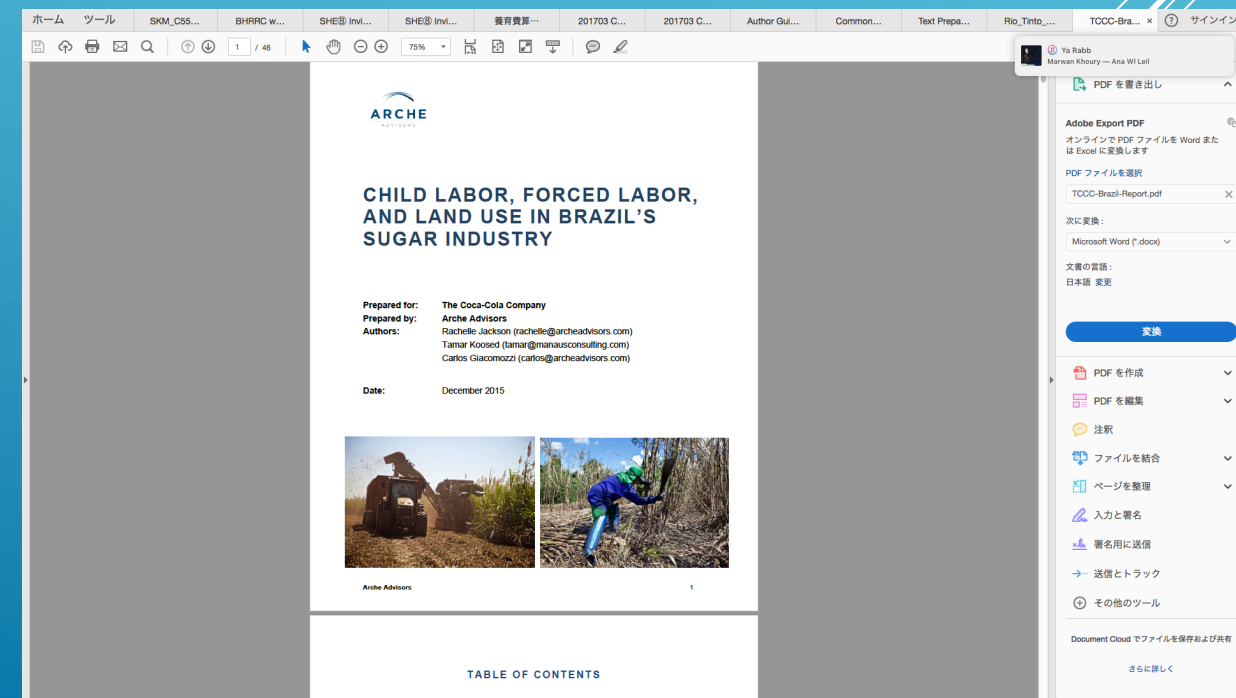 ホーム
ツール
SKM_C55...
BHRRC w...
SHE⑧ Invi...
SHE⑧ Invi...
養育費算…
201703 C...
201703 C...
Author Gui...
Common...
Text Prepa...
Rio_Tinto_...
TCCC-Bra... ×
サインイン
1 / 46
75%
Ya Rabb
Marwan Khoury — Ana Wl Leil
ARCHE
ADVISORS
CHILD LABOR, FORCED LABOR,
AND LAND USE IN BRAZIL'S
SUGAR INDUSTRY
Prepared for: The Coca-Cola Company
Prepared by: Arche Advisors
Authors: Rachelle Jackson (rachelle@archeadvisors.com)
Tamar Koosed (tamar@manausconsulting.com)
Carlos Giacomozzi (carlos@archeadvisors.com)
Date: December 2015
Arche Advisors 1
TABLE OF CONTENTS
PDF を書き出し
Adobe Export PDF
オンラインで PDF ファイルを Word また
は Excel に変換します
PDF ファイルを選択
TCCC-Brazil-Report.pdf
次に変換 :
Microsoft Word (*.docx)
文書の言語 :
日本語 変更
変換
PDF を作成
PDF を編集
注釈
ファイルを結合
ページを整理
入力と署名
署名用に送信
送信とトラック
その他のツール
Document Cloud でファイルを保存および共有
さらに詳しく